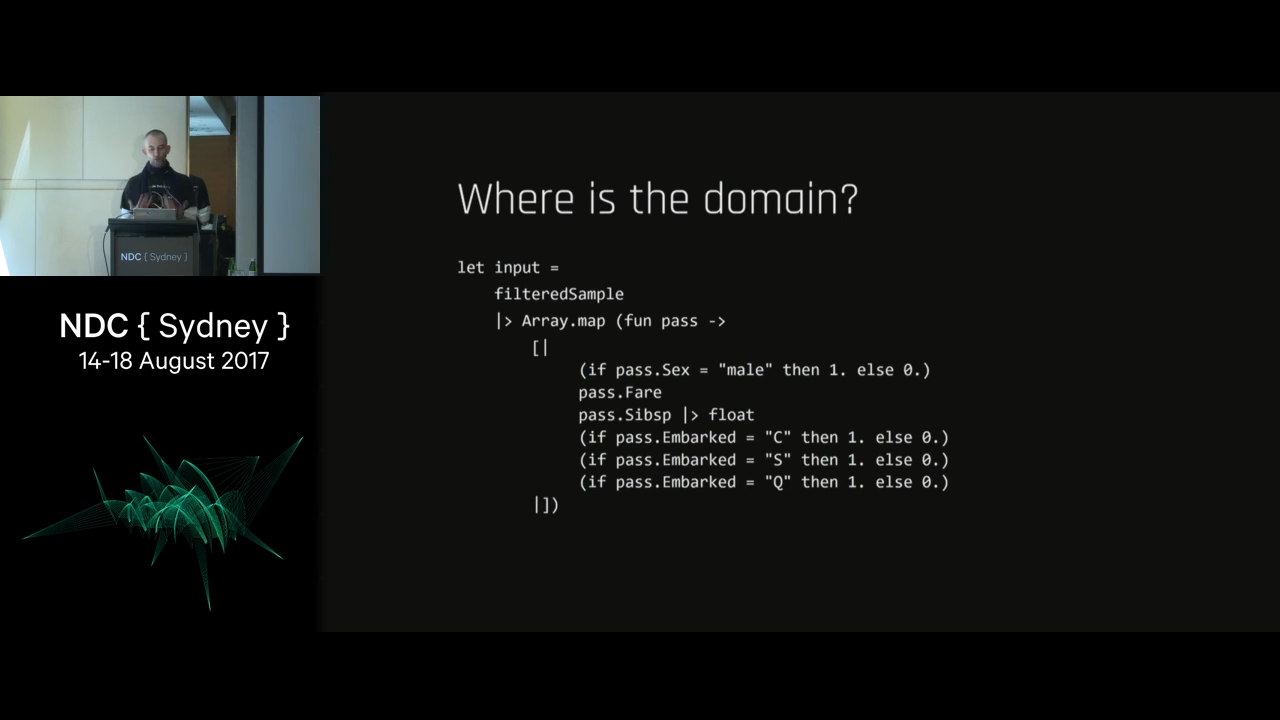 NDC { Sydney }
NDC { Sydney }
14-18 August 2017
Where is the domain?
let input =
filteredSample
|> Array.map (fun pass ->
[|
(if pass.Sex = "male" then 1. else 0.)
pass.Fare
pass.Sibsp |> float
(if pass.Embarked = "C" then 1. else 0.)
(if pass.Embarked = "S" then 1. else 0.)
(if pass.Embarked = "Q" then 1. else 0.)
|])